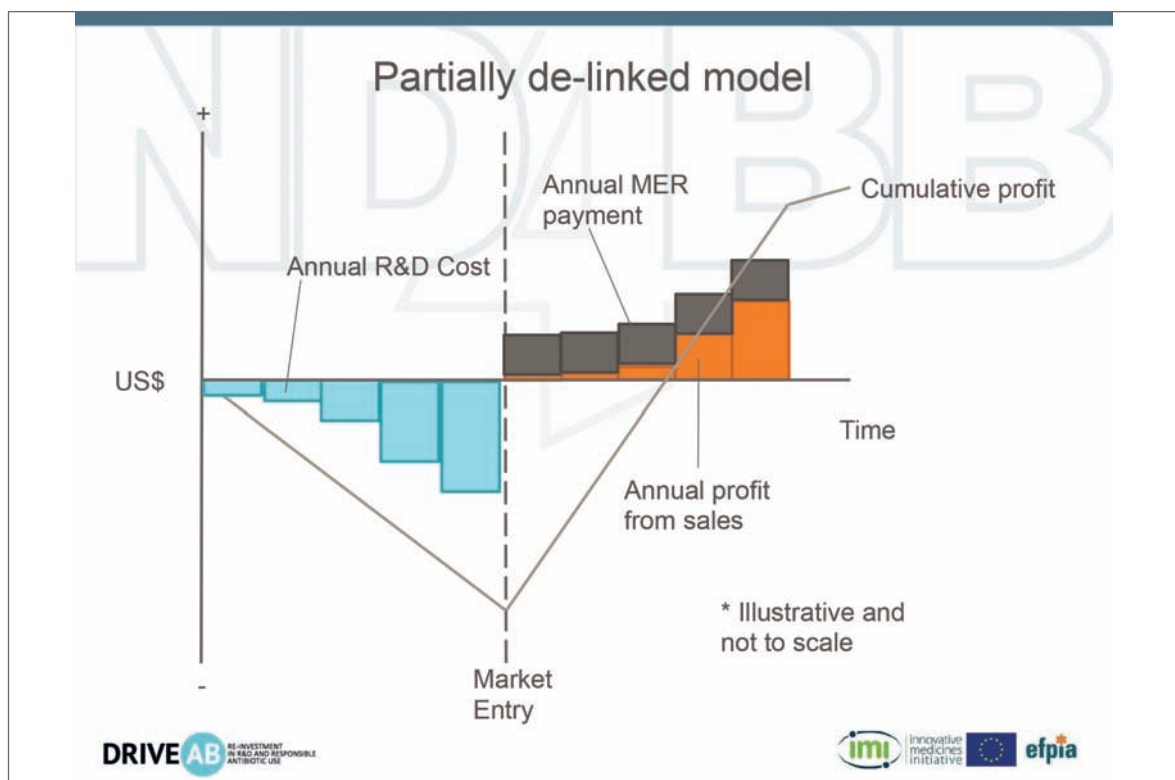 Partially de-linked model
+
Annual MER
payment
Cumulative profit
Annual R&D Cost
US$
Time
Annual profit
from sales
* Illustrative and
not to scale
-
Market
Entry
DRIVE AB
RE-INVESTMENT
IN R&D AND RESPONSIBLE
ANTIBIOTIC USE
imi
innovative
medicines
initiative
efpia
ND4BB